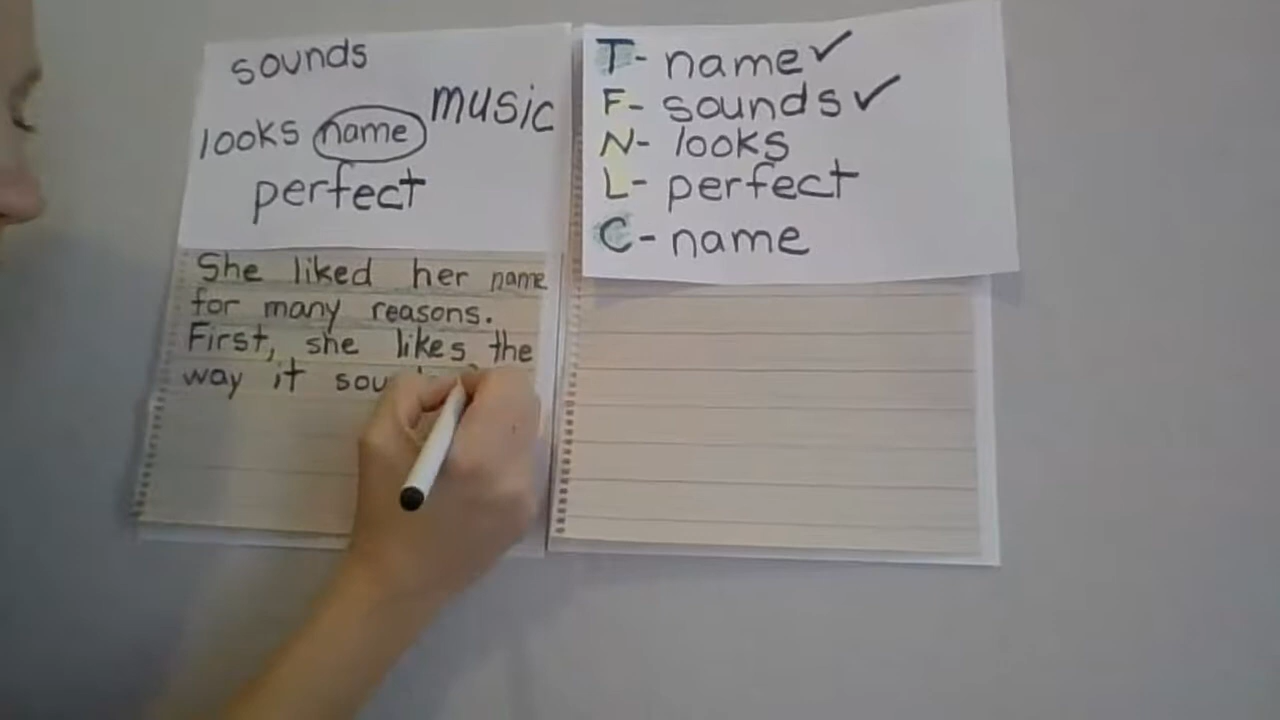 sounds
music
looks name
perfect
She liked her name
for many reasons.
First, she likes the
way it
T- name✓
F- sounds✓
N- looks
L- perfect
C- name